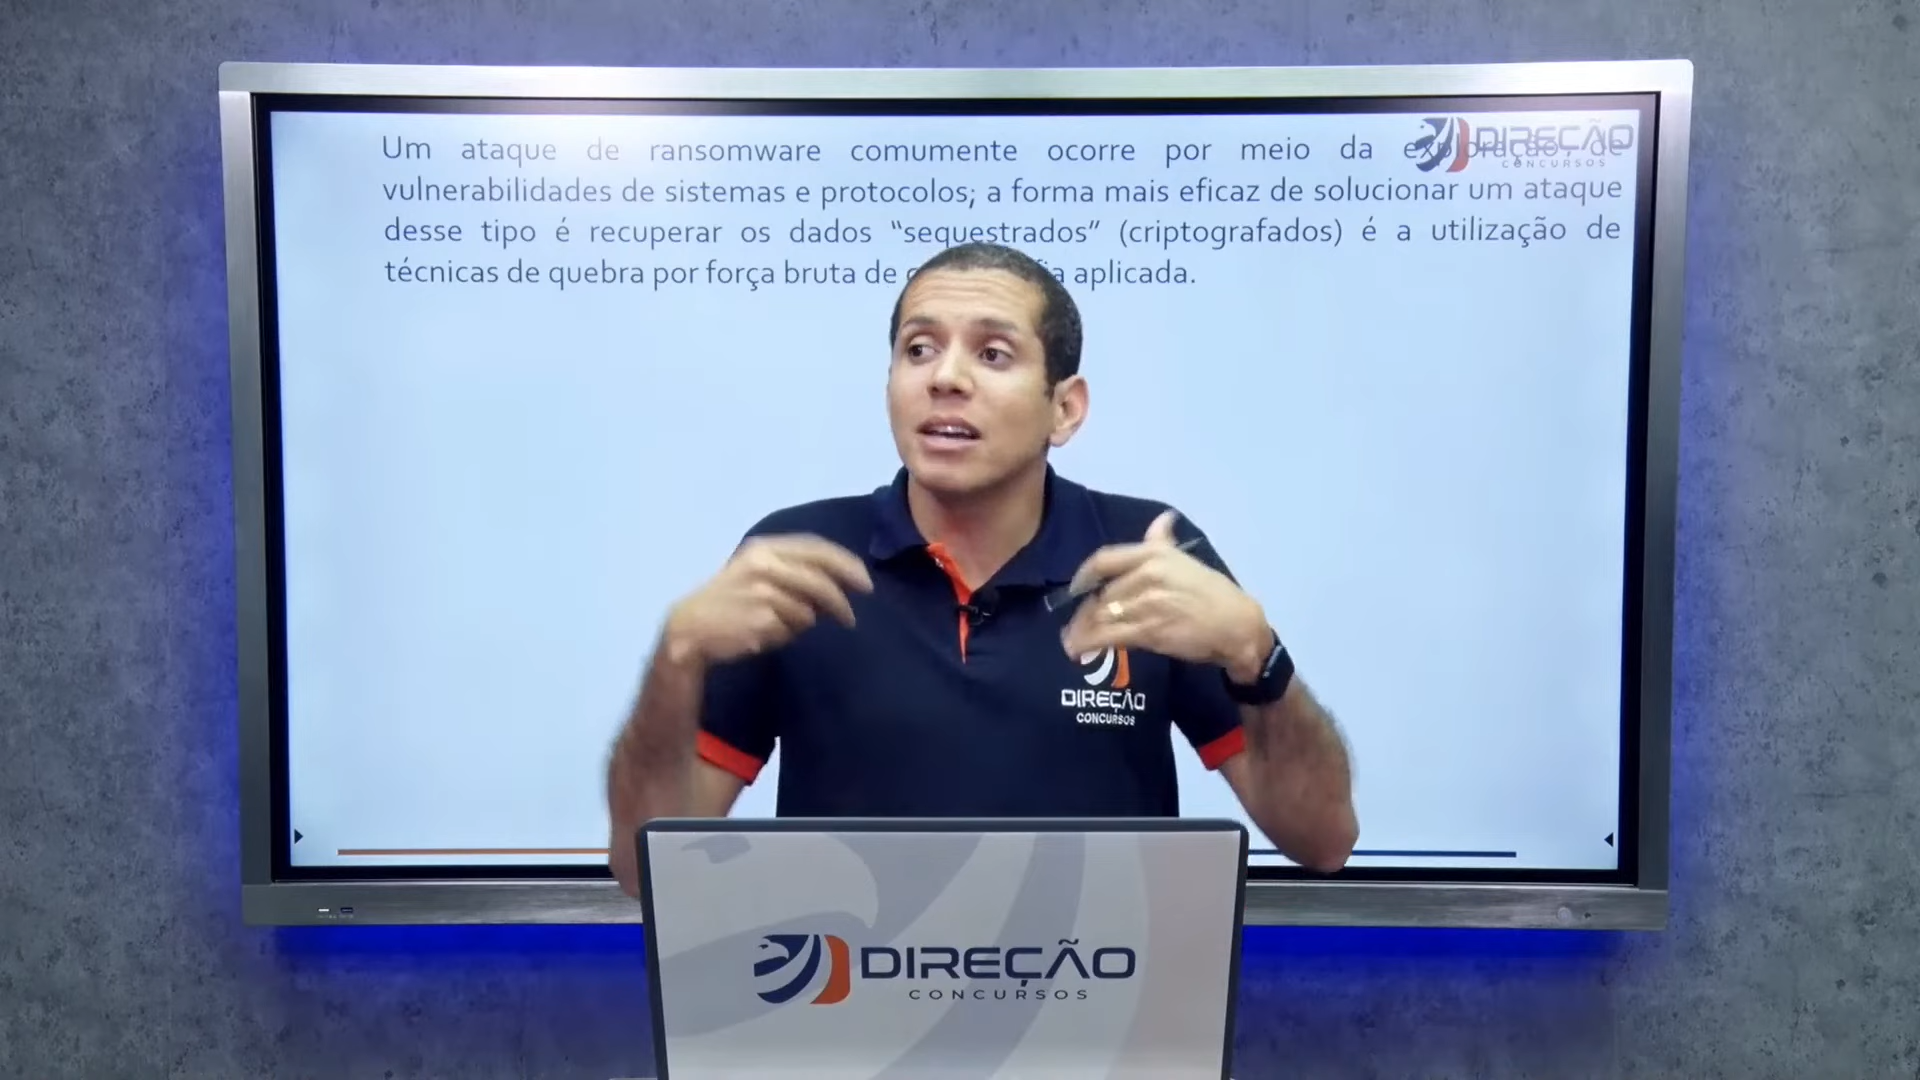 Um ataque de ransomware comumente ocorre por meio da exploração de
vulnerabilidades de sistemas e protocolos; a forma mais eficaz de solucionar um ataque
desse tipo é recuperar os dados “sequestrados” (criptografados) é a utilização de
técnicas de quebra por força bruta de aplicada.
DIREÇÃO
CONCURSOS
DIREÇÃO
CONCURSOS
DIREÇÃO
CONCURSOS